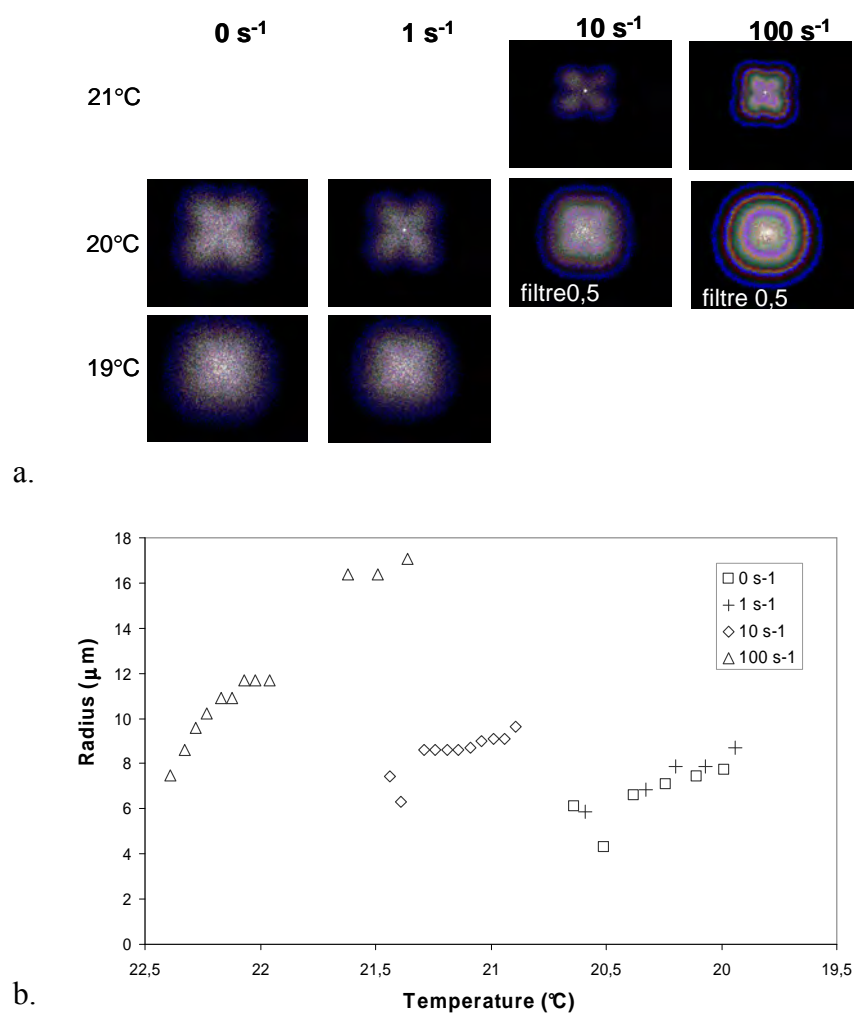 0 s-1 1 s-1 10 s-1 100 s-1
21°C
20°C
filtre0,5 filtre 0,5
19°C
a.
18
16
14
12
10
8
6
4
2
0
Radius (μm)
0 s-1
1 s-1
10 s-1
100 s-1
22,5 22 21,5 21 20,5 20 19,5
Temperature (°C)
b.